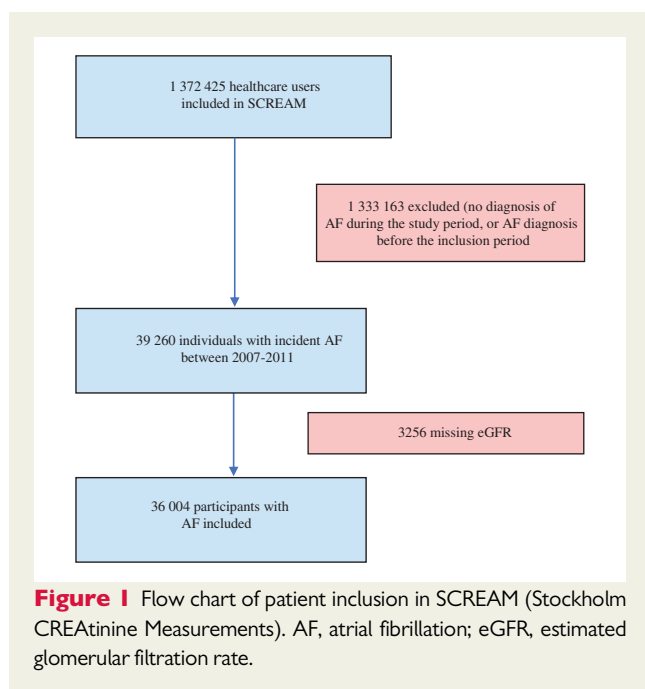 1 372 425 healthcare users
included in SCREAM
1 333 163 excluded (no diagnosis of
AF during the study period, or AF diagnosis
before the inclusion period
39 260 individuals with incident AF
between 2007-2011
3256 missing eGFR
36 004 participants with
AF included
Figure 1 Flow chart of patient inclusion in SCREAM (Stockholm
CREAtinine Measurements). AF, atrial fibrillation; eGFR, estimated
glomerular filtration rate.